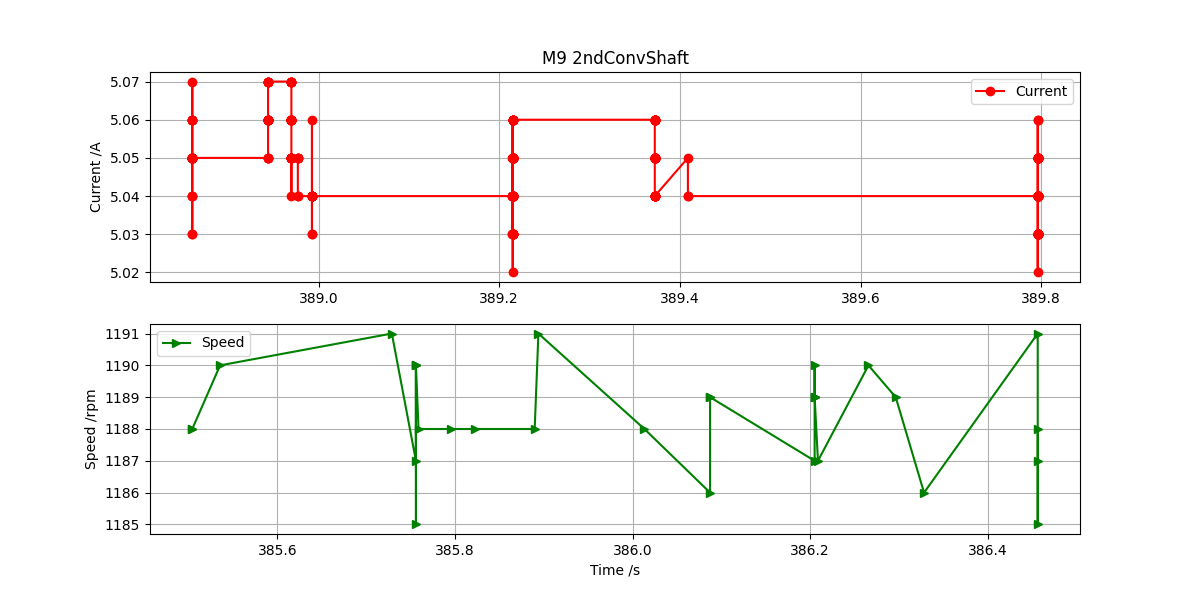 M9 2ndConvShaft
Current /A
5.07
5.06
5.05
5.04
5.03
5.02
Current
389.0 389.2 389.4 389.6 389.8
Speed /rpm
1191
1190
1189
1188
1187
1186
1185
Speed
385.6 385.8 386.0 386.2 386.4
Time /s